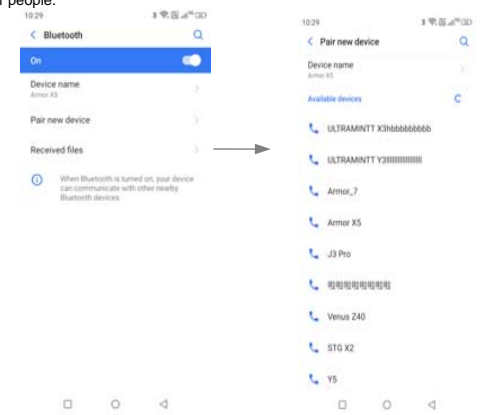 people.
10:29
Bluetooth
On
Device name
Armor X5
Pair new device
Received files
When Bluetooth is turned on, your device
can communicate with other nearby
Bluetooth devices.
10:29
Pair new device
Device name
Armor X5
Available devices
ULTRAMINTT
ULTRAMINTT
Armor_7
Armor X5
J3 Pro
Venus Z40
STG X2
Y5